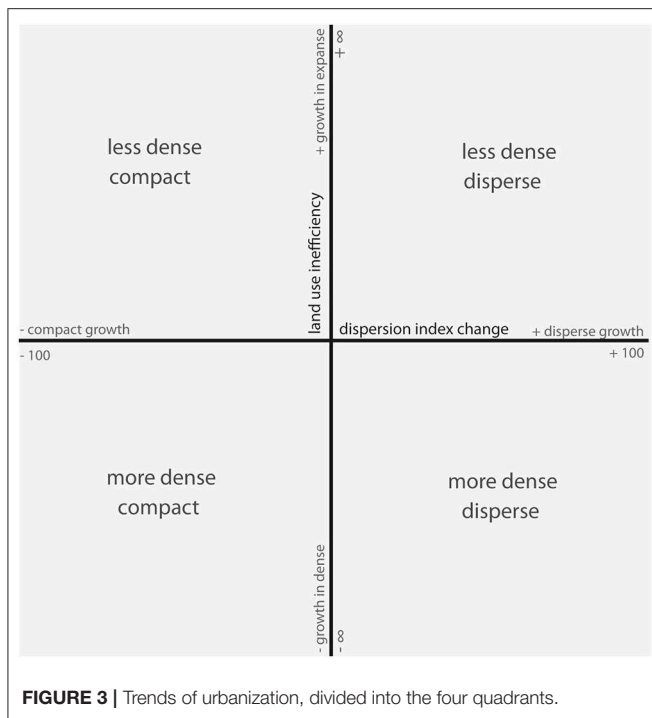 + growth in expanse
+ ∞
less dense
compact
less dense
disperse
land use inefficiency
- compact growth
dispersion index change
+ disperse growth
- 100
+ 100
more dense
compact
more dense
disperse
- growth in dense
- ∞
FIGURE 3 | Trends of urbanization, divided into the four quadrants.